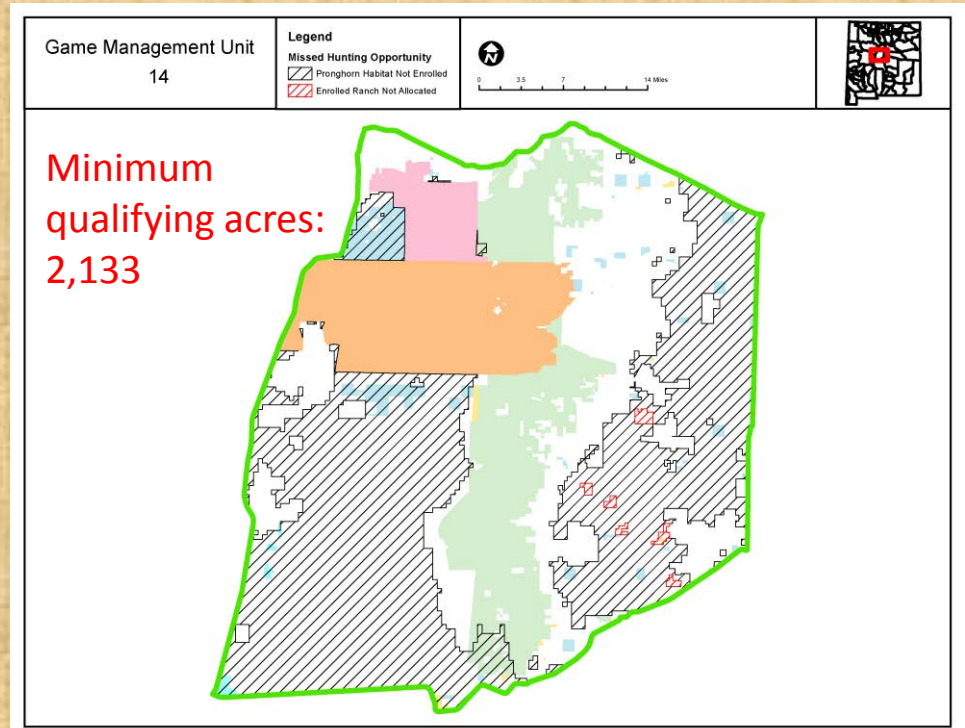 Game Management Unit
14
Legend
Missed Hunting Opportunity
Pronghorn Habitat Not Enrolled
Enrolled Ranch Not Allocated
N
0 3.5 7 14 Miles
Minimum
qualifying acres:
2,133